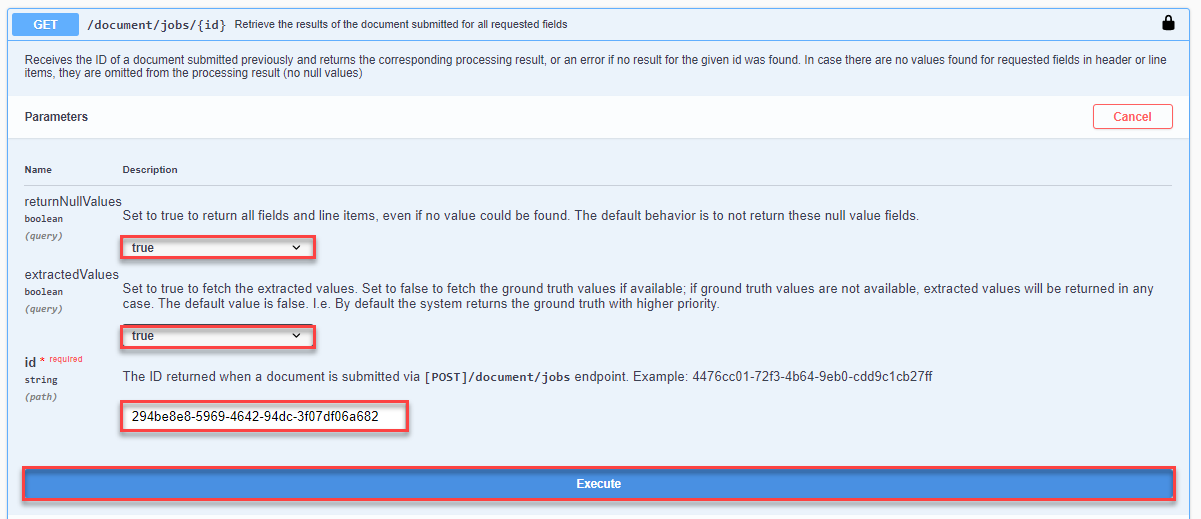 GET /document/jobs/{id} Retrieve the results of the document submitted for all requested fields
Receives the ID of a document submitted previously and returns the corresponding processing result, or an error if no result for the given id was found. In case there are no values found for requested fields in header or line
items, they are omitted from the processing result (no null values)
Parameters
Cancel
Name Description
returnNullValues
boolean
(query)
Set to true to return all fields and line items, even if no value could be found. The default behavior is to not return these null value fields.
true
extractedValues
boolean
(query)
Set to true to fetch the extracted values. Set to false to fetch the ground truth values if available; if ground truth values are not available, extracted values will be returned in any
case. The default value is false. I.e. By default the system returns the ground truth with higher priority.
true
id * required
string
(path)
The ID returned when a document is submitted via [POST]/document/jobs endpoint. Example: 4476cc01-72f3-4b64-9eb0-cdd9c1cb27ff
294be8e8-5969-4642-94dc-3f07df06a682
Execute